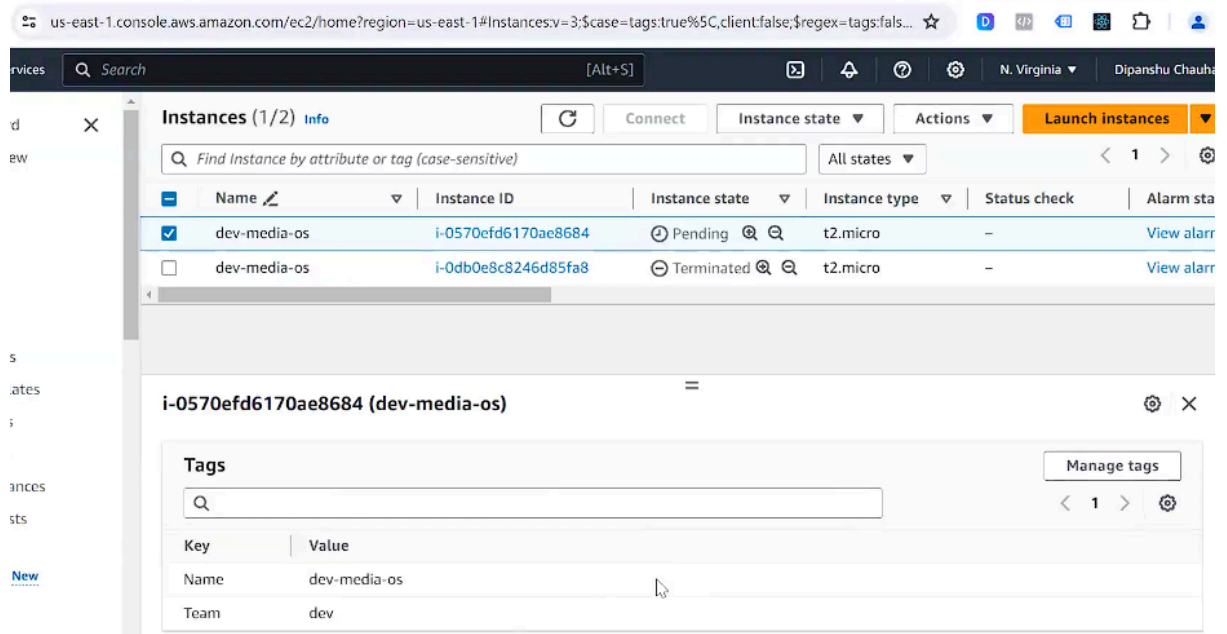 us-east-1.console.aws.amazon.com/ec2/home?region=us-east-1#Instances:v=3;$case=tags:true%5C,client:false;$regex=tags:fals...
rvices Search [Alt+S] N. Virginia ▼ Dipanshu Chauha
Instances (1/2) Info Connect Instance state ▼ Actions ▼ Launch instances ▼
ew
Find Instance by attribute or tag (case-sensitive) All states ▼ 1
Name Instance ID Instance state Instance type Status check Alarm sta
dev-media-os i-0570efd6170ae8684 Pending t2.micro – View alarr
dev-media-os i-0db0e8c8246d85fa8 Terminated t2.micro – View alarr
s
ates
i-0570efd6170ae8684 (dev-media-os)
s
Tags Manage tags
ances
1
sts
Key Value
New
Name dev-media-os
Team dev